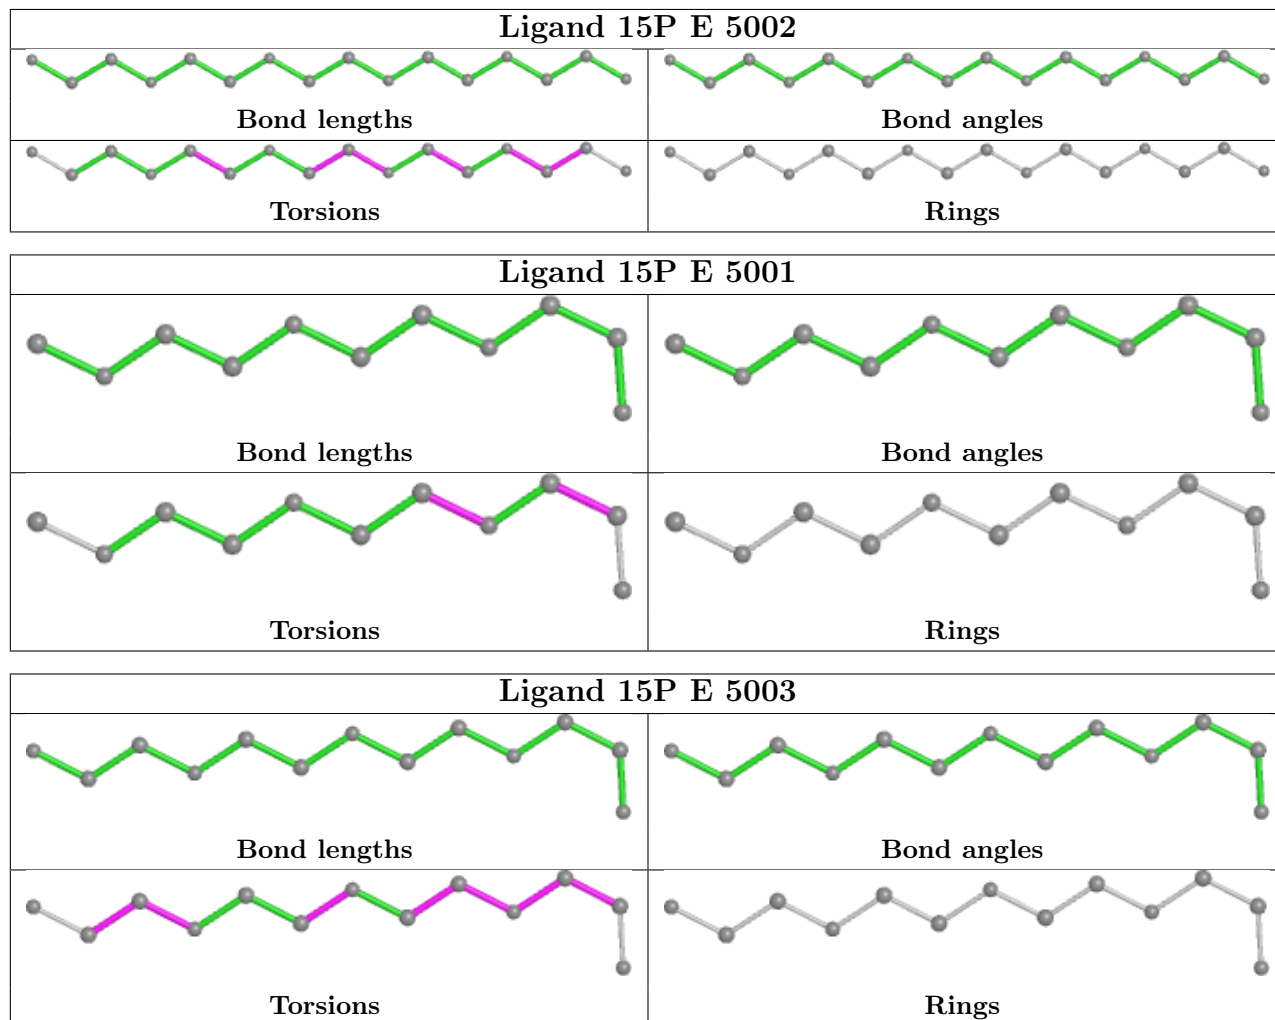 Ligand 15P E 5002
Bond lengths
Bond angles
Torsions
Rings
Ligand 15P E 5001
Bond lengths
Bond angles
Torsions
Rings
Ligand 15P E 5003
Bond lengths
Bond angles
Torsions
Rings